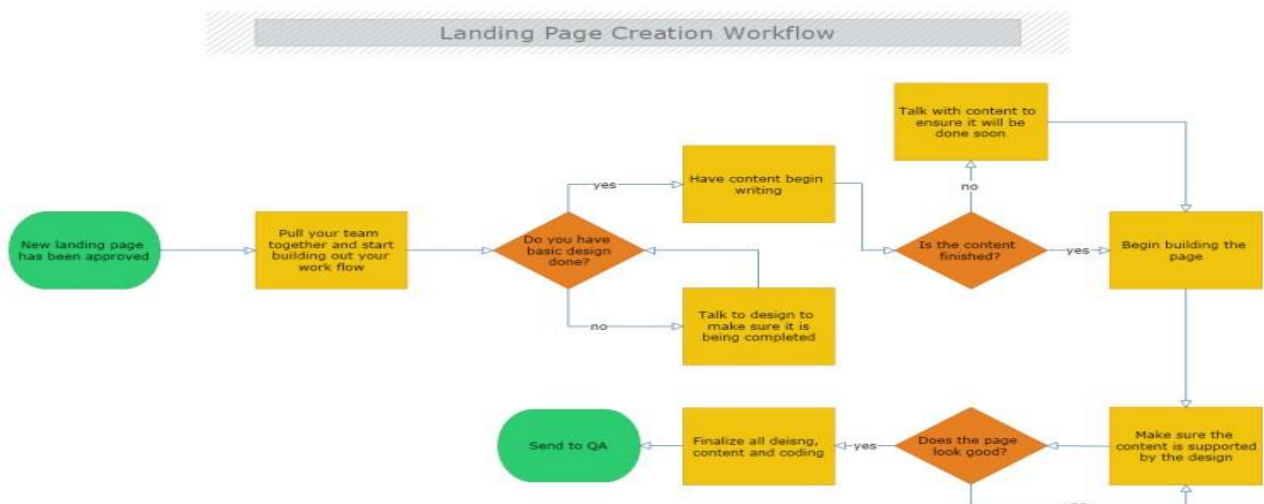 Landing Page Creation Workflow
Talk with content to
ensure it will be
done soon
no
Have content begin
writing
yes
New landing page
has been approved
Pull your team
together and start
building out your
work flow
Do you have
basic design
done?
Is the content
finished?
yes
Begin building the
page
no
Talk to design to
make sure it is
being completed
Send to QA
Finalize all deisng,
content and coding
yes
Does the page
look good?
Make sure the
content is supported
by the design